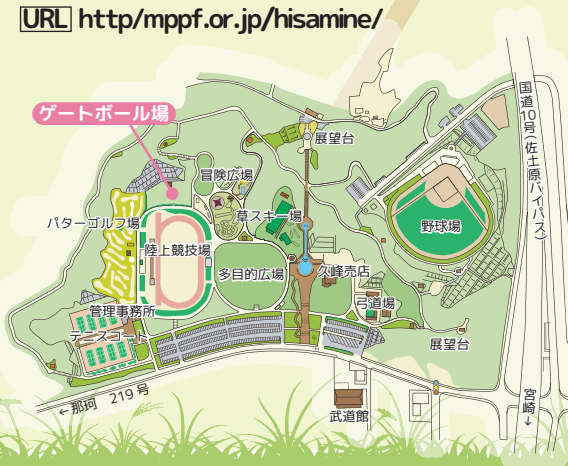 URL http/mppf.or.jp/hisamine/
ゲートボール場
展望台
国道10号(佐土原バイパス)
冒険広場
草スキー場
パターゴルフ場
野球場
陸上競技場
多目的広場
久峰売店
弓道場
管理事務所
テニスコート
展望台
←那珂 219号
武道館
宮崎→